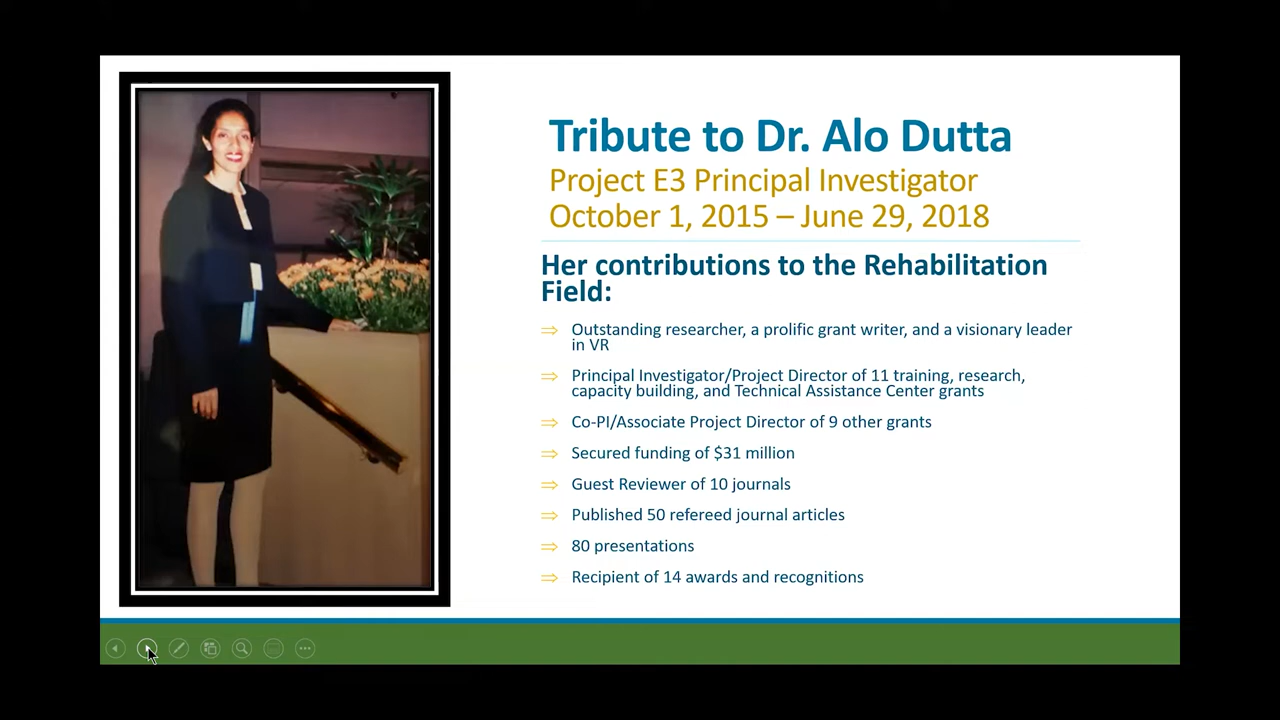 Tribute to Dr. Alo Dutta
Project E3 Principal Investigator
October 1, 2015 – June 29, 2018
Her contributions to the Rehabilitation
Field:
⇒ Outstanding researcher, a prolific grant writer, and a visionary leader
in VR
⇒ Principal Investigator/Project Director of 11 training, research,
capacity building, and Technical Assistance Center grants
⇒ Co-PI/Associate Project Director of 9 other grants
⇒ Secured funding of $31 million
⇒ Guest Reviewer of 10 journals
⇒ Published 50 refereed journal articles
⇒ 80 presentations
⇒ Recipient of 14 awards and recognitions